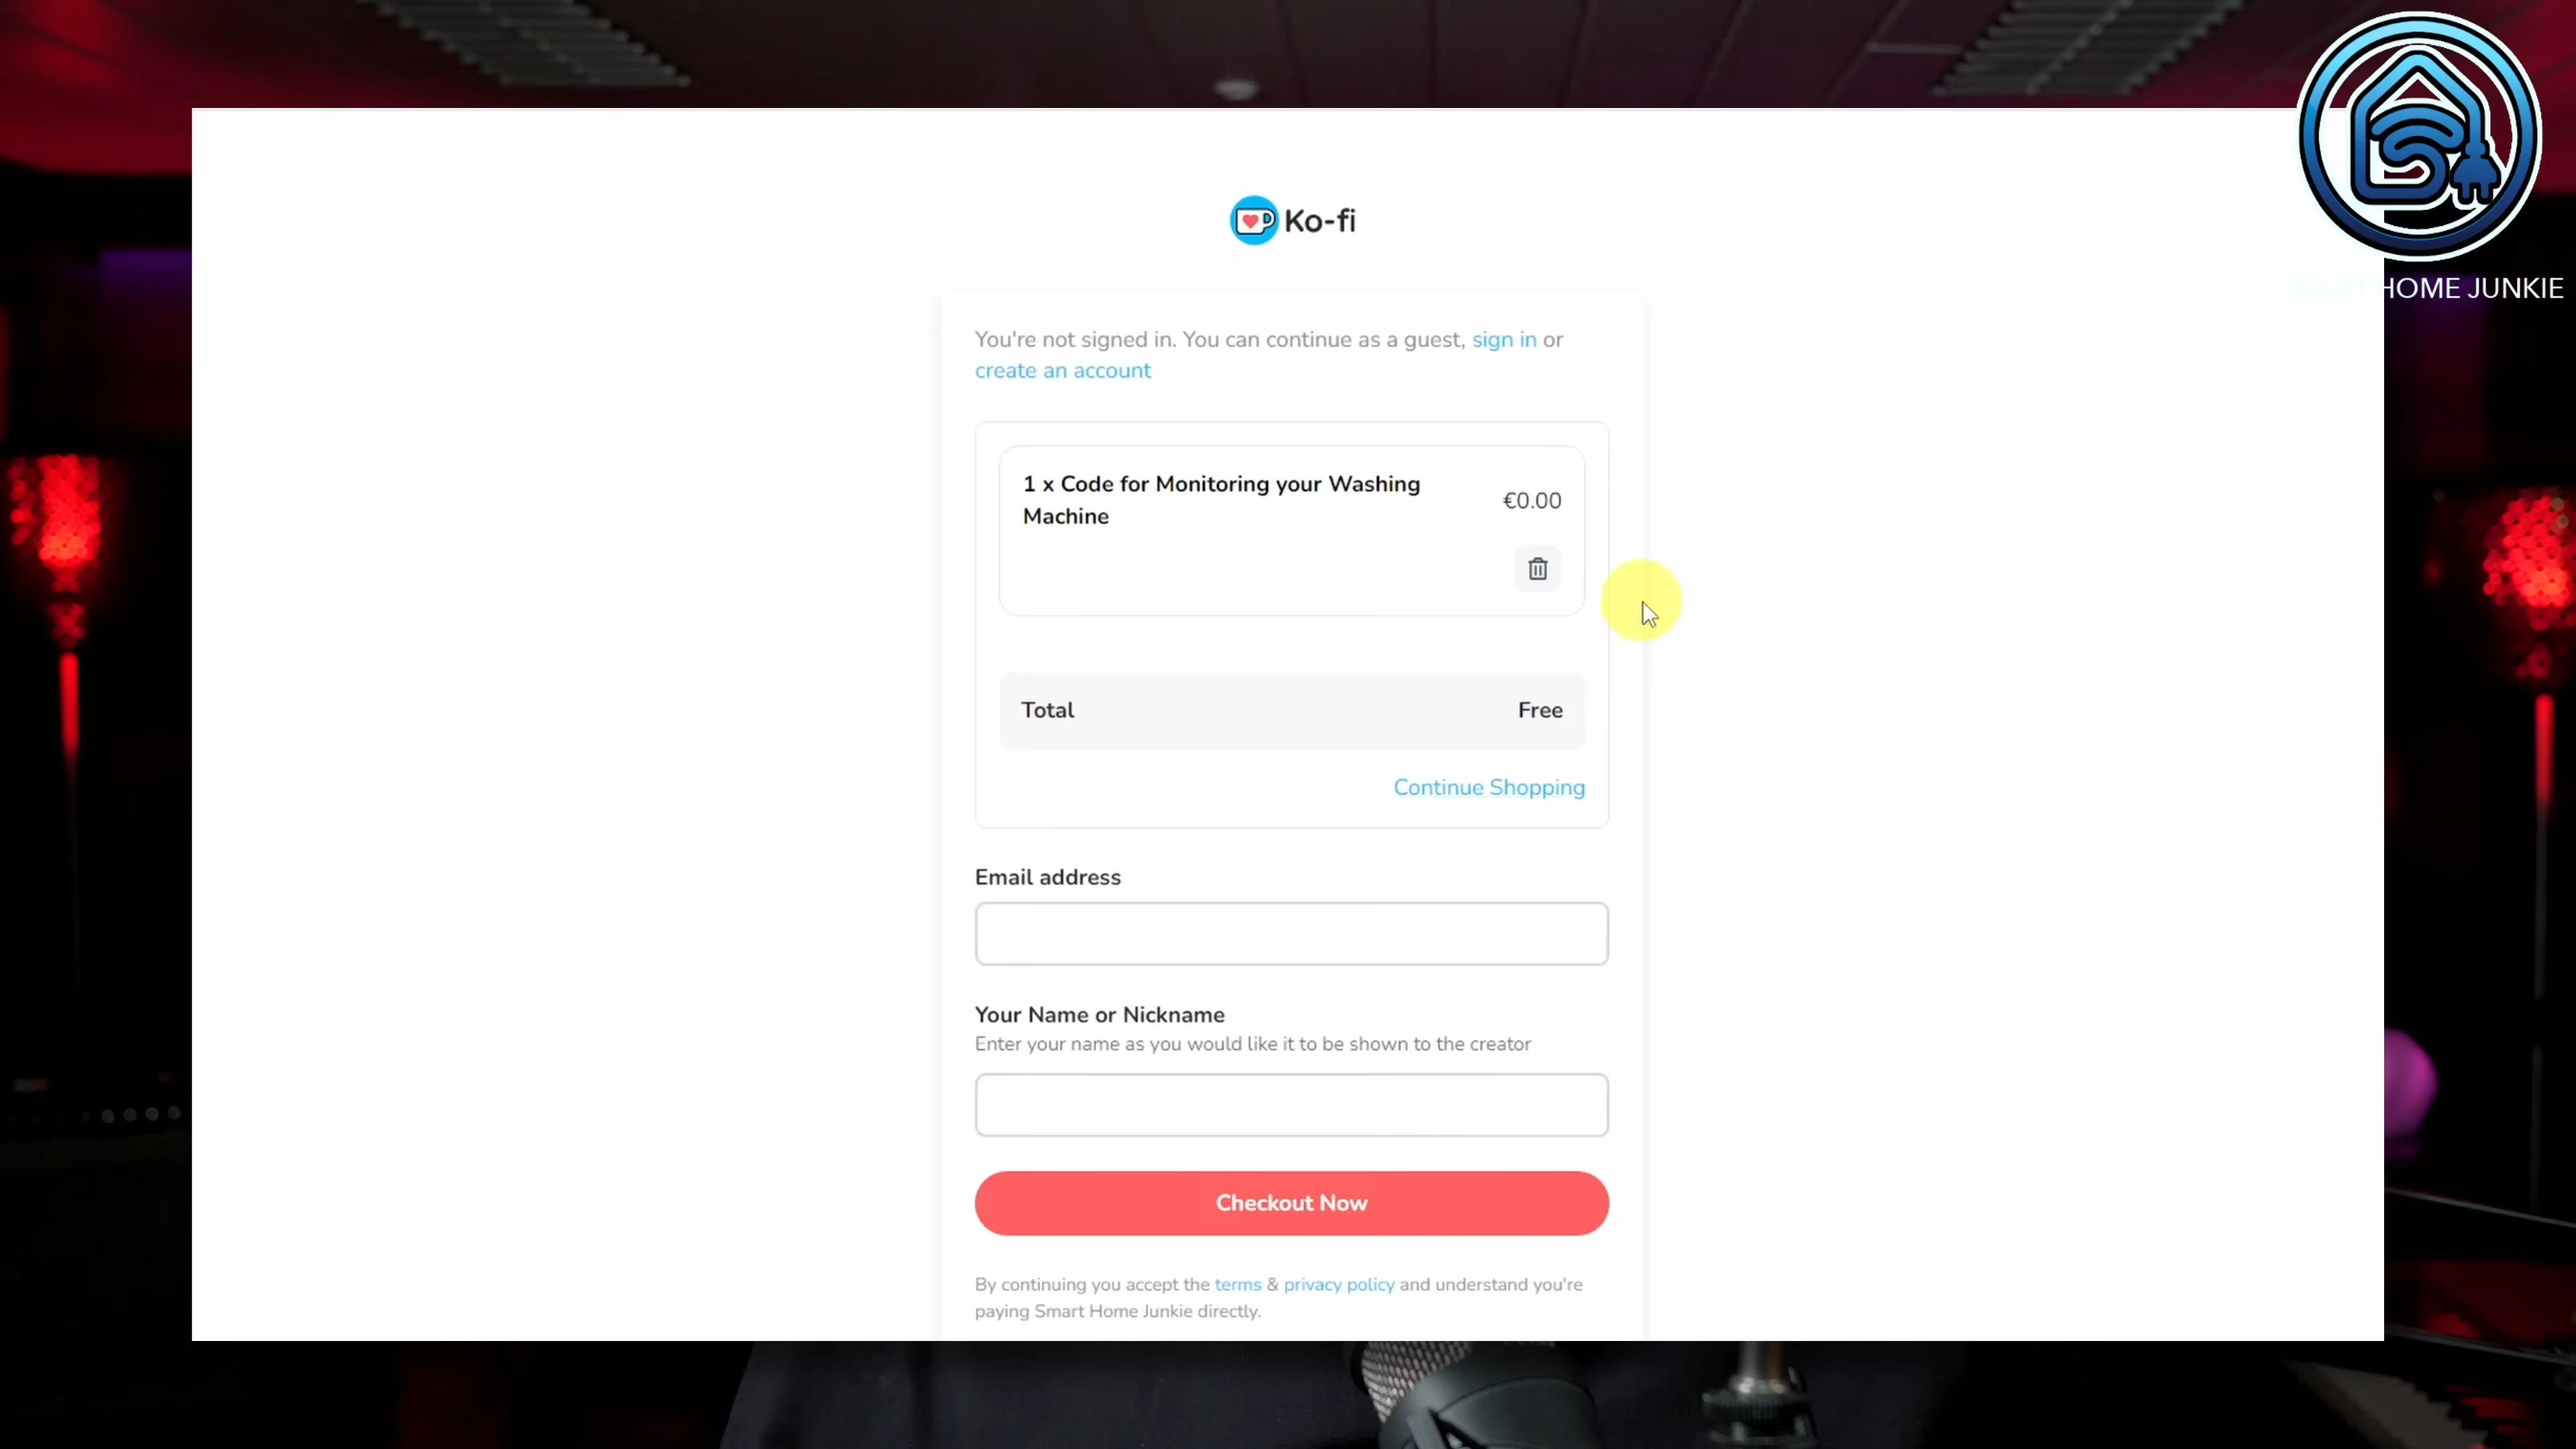 Ko-fi
HOME JUNKIE
You're not signed in. You can continue as a guest, sign in or
create an account
1 x Code for Monitoring your Washing
Machine
€0.00
Total
Free
Continue Shopping
Email address
Your Name or Nickname
Enter your name as you would like it to be shown to the creator
Checkout Now
By continuing you accept the terms & privacy policy and understand you're
paying Smart Home Junkie directly.